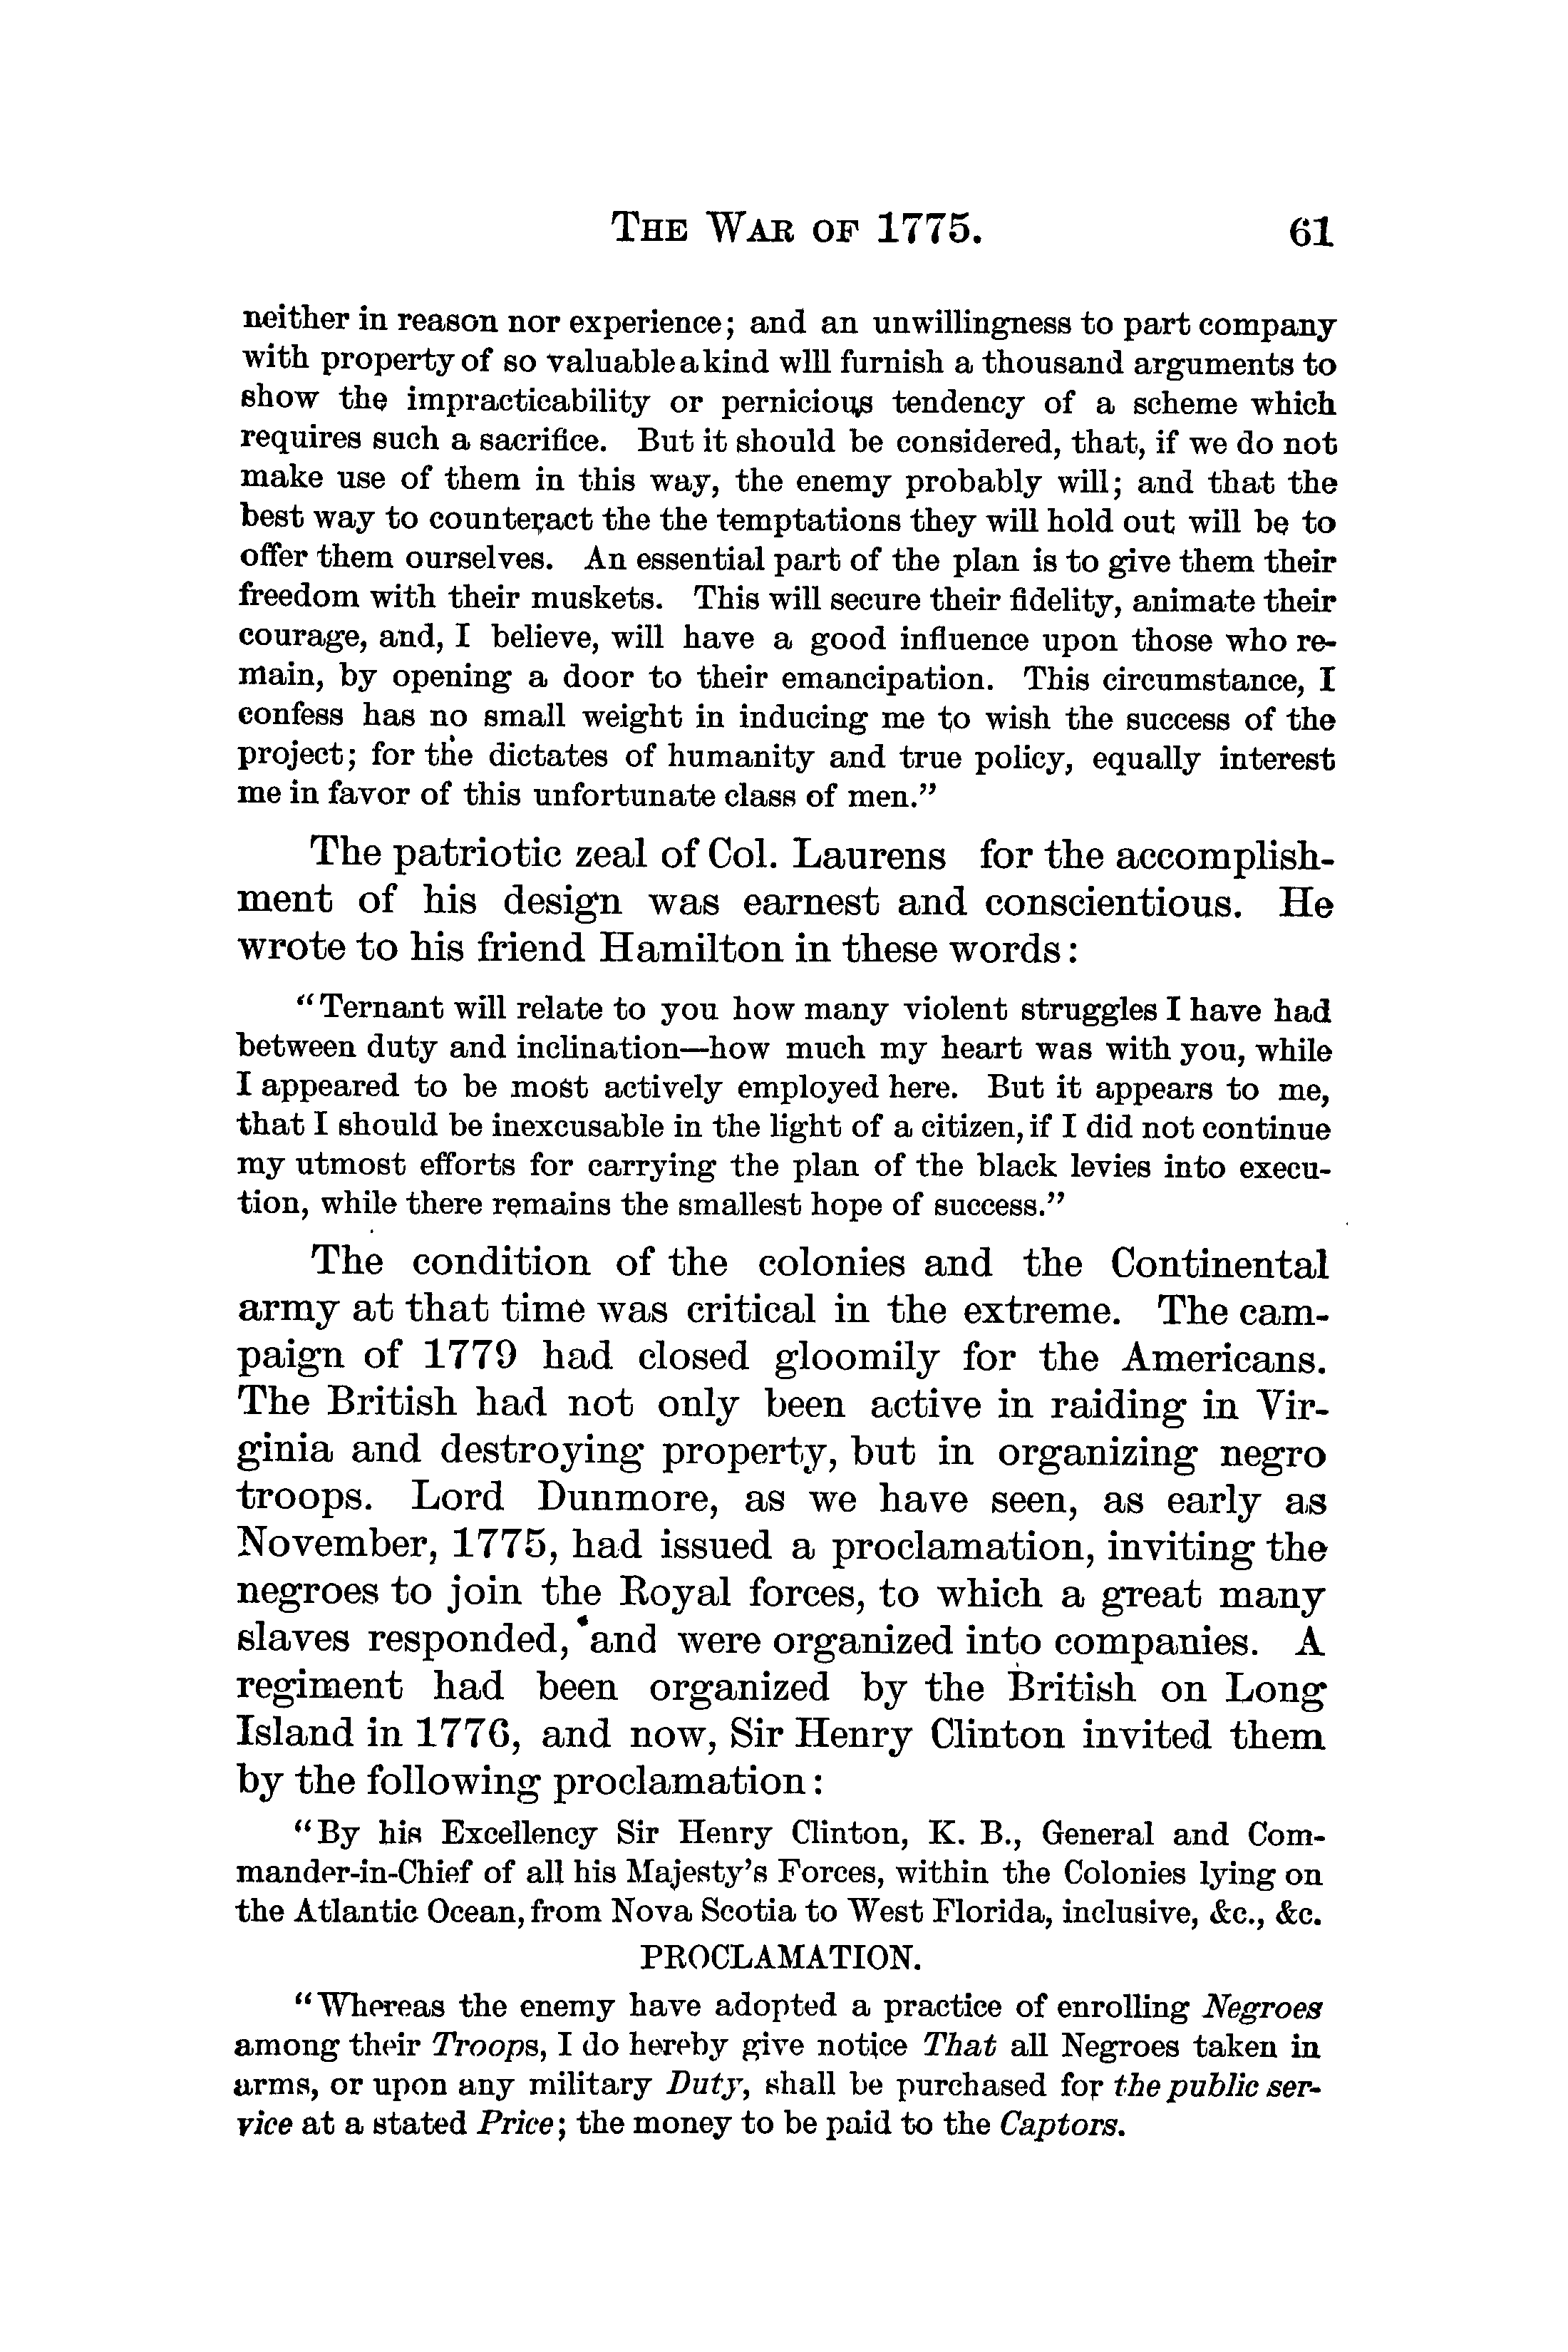 THE WAR OF 1775. 61
neither in reason nor experience; and an unwillingness to part company
with property of so valuable a kind wlll furnish a thousand arguments to
show the impracticability or pernicious tendency of a scheme which
requires such a sacrifice. But it should be considered, that, if we do not
make use of them in this way, the enemy probably will; and that the
best way to counteract the the temptations they will hold out will be to
offer them ourselves. An essential part of the plan is to give them their
freedom with their muskets. This will secure their fidelity, animate their
courage, and, I believe, will have a good influence upon those who re-
main, by opening a door to their emancipation. This circumstance, I
confess has no small weight in inducing me to wish the success of the
project; for the dictates of humanity and true policy, equally interest
me in favor of this unfortunate class of men.”
The patriotic zeal of Col. Laurens for the accomplish-
ment of his design was earnest and conscientious. He
wrote to his friend Hamilton in these words:
“Ternant will relate to you how many violent struggles I have had
between duty and inclination—how much my heart was with you, while
I appeared to be most actively employed here. But it appears to me,
that I should be inexcusable in the light of a citizen, if I did not continue
my utmost efforts for carrying the plan of the black levies into execu-
tion, while there remains the smallest hope of success.”
The condition of the colonies and the Continental
army at that time was critical in the extreme. The cam-
paign of 1779 had closed gloomily for the Americans.
The British had not only been active in raiding in Vir-
ginia and destroying property, but in organizing negro
troops. Lord Dunmore, as we have seen, as early as
November, 1775, had issued a proclamation, inviting the
negroes to join the Royal forces, to which a great many
slaves responded, and were organized into companies. A
regiment had been organized by the British on Long
Island in 1776, and now, Sir Henry Clinton invited them
by the following proclamation:
“By his Excellency Sir Henry Clinton, K. B., General and Com-
mander-in-Chief of all his Majesty’s Forces, within the Colonies lying on
the Atlantic Ocean, from Nova Scotia to West Florida, inclusive, &c., &c.
PROCLAMATION.
“Whereas the enemy have adopted a practice of enrolling Negroes
among their Troops, I do hereby give notice That all Negroes taken in
arms, or upon any military Duty, shall be purchased for the public ser-
vice at a stated Price; the money to be paid to the Captors.